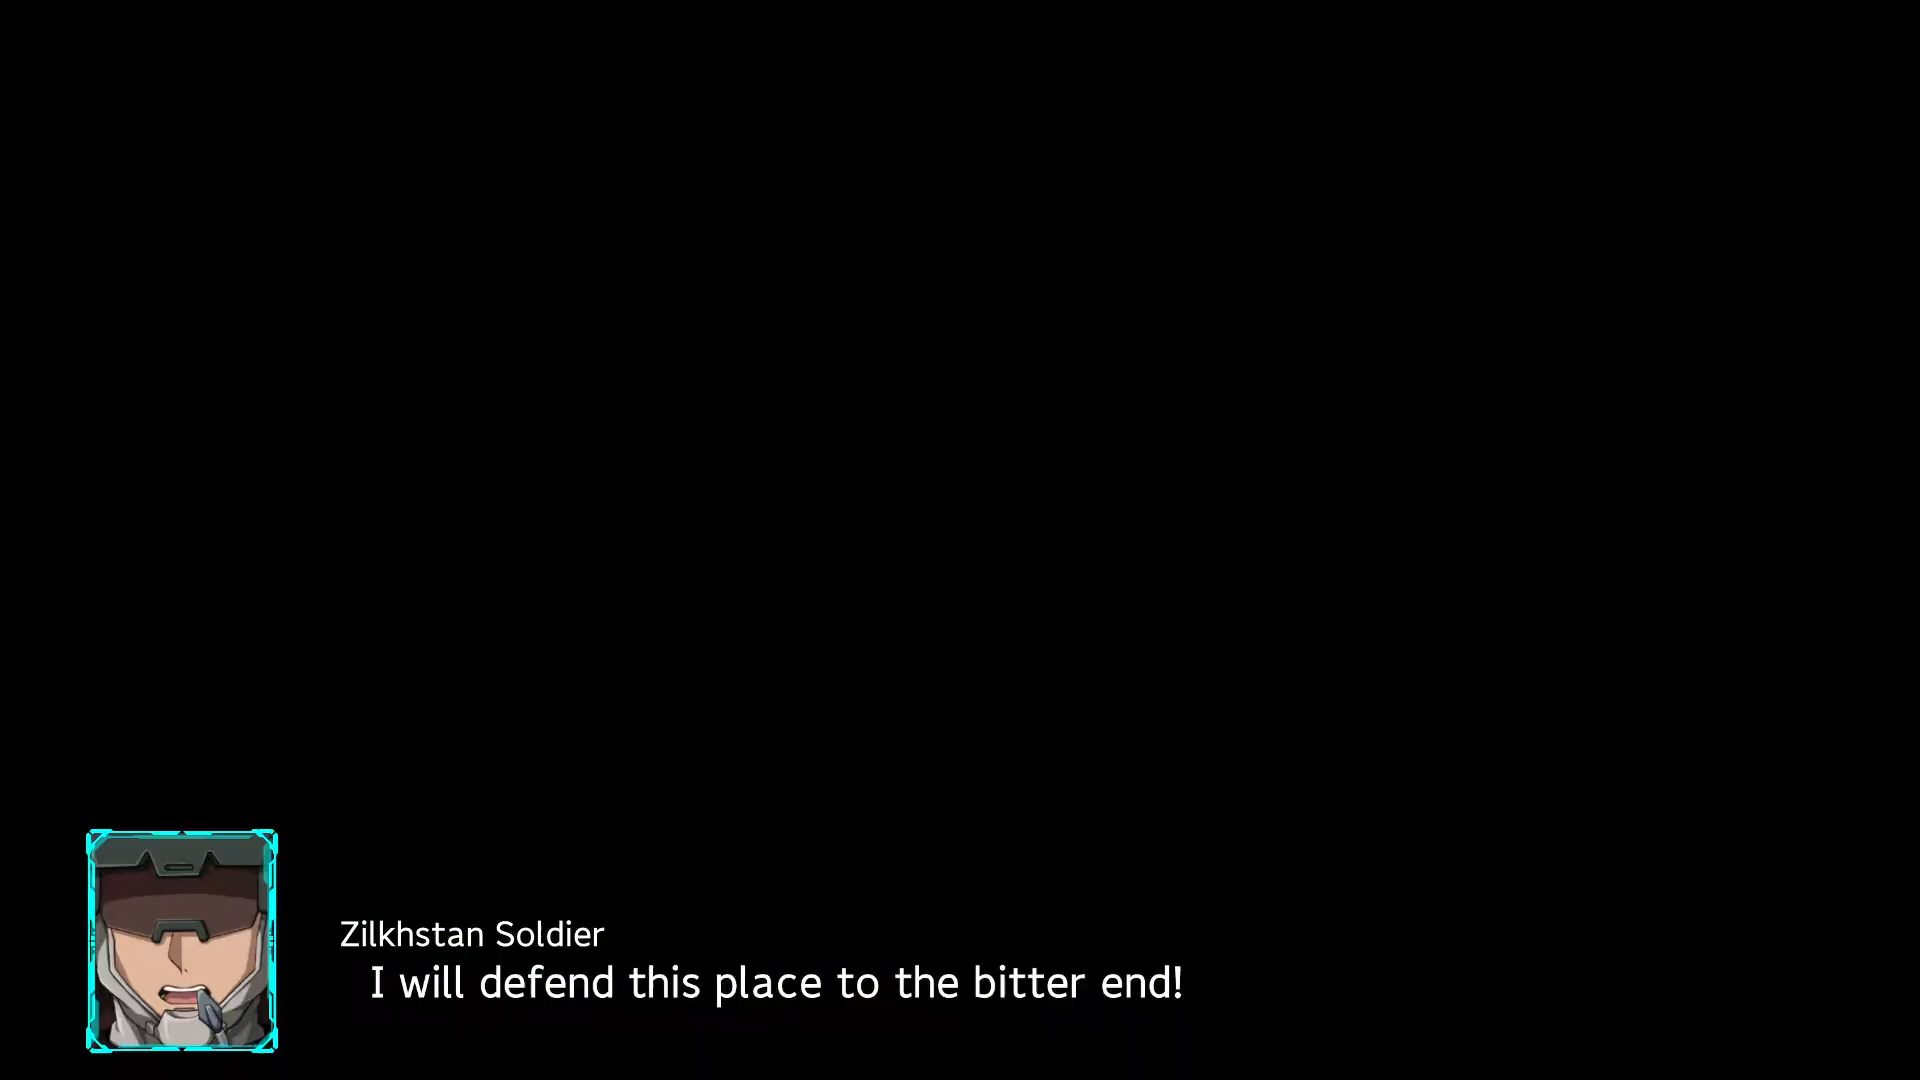 Zilkhstan Soldier
I will defend this place to the bitter end!